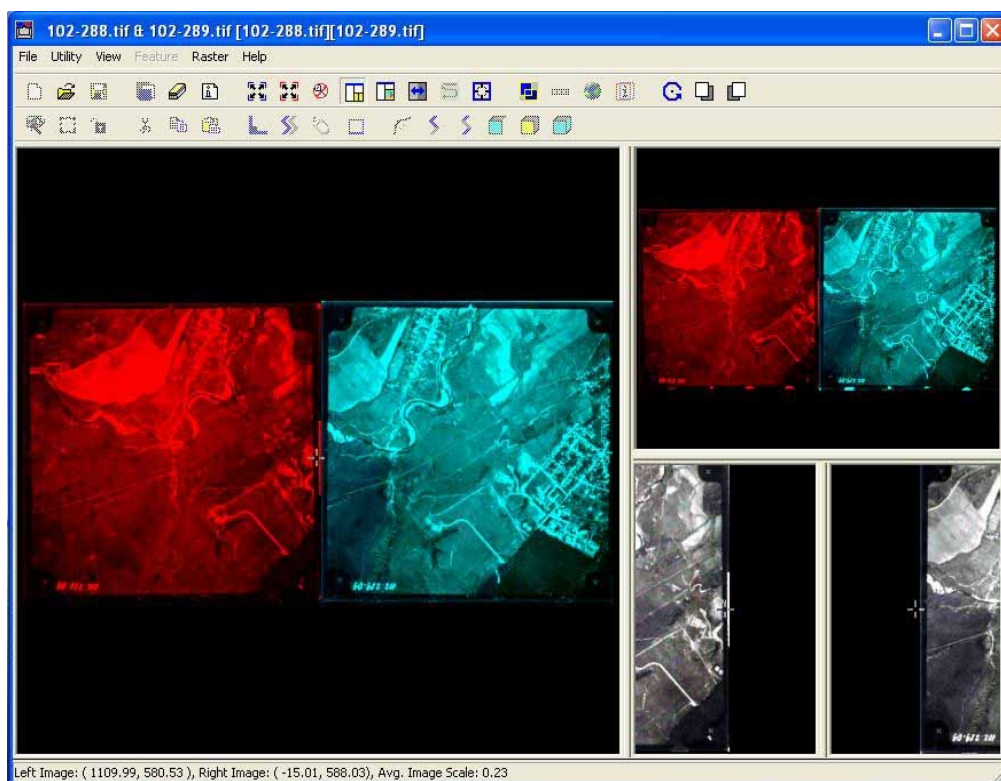 102-288.tif & 102-289.tif [102-288.tif][102-289.tif]
File Utility View Feature Raster Help
Left Image: ( 1109.99, 580.53 ), Right Image: ( -15.01, 588.03), Avg. Image Scale: 0.23